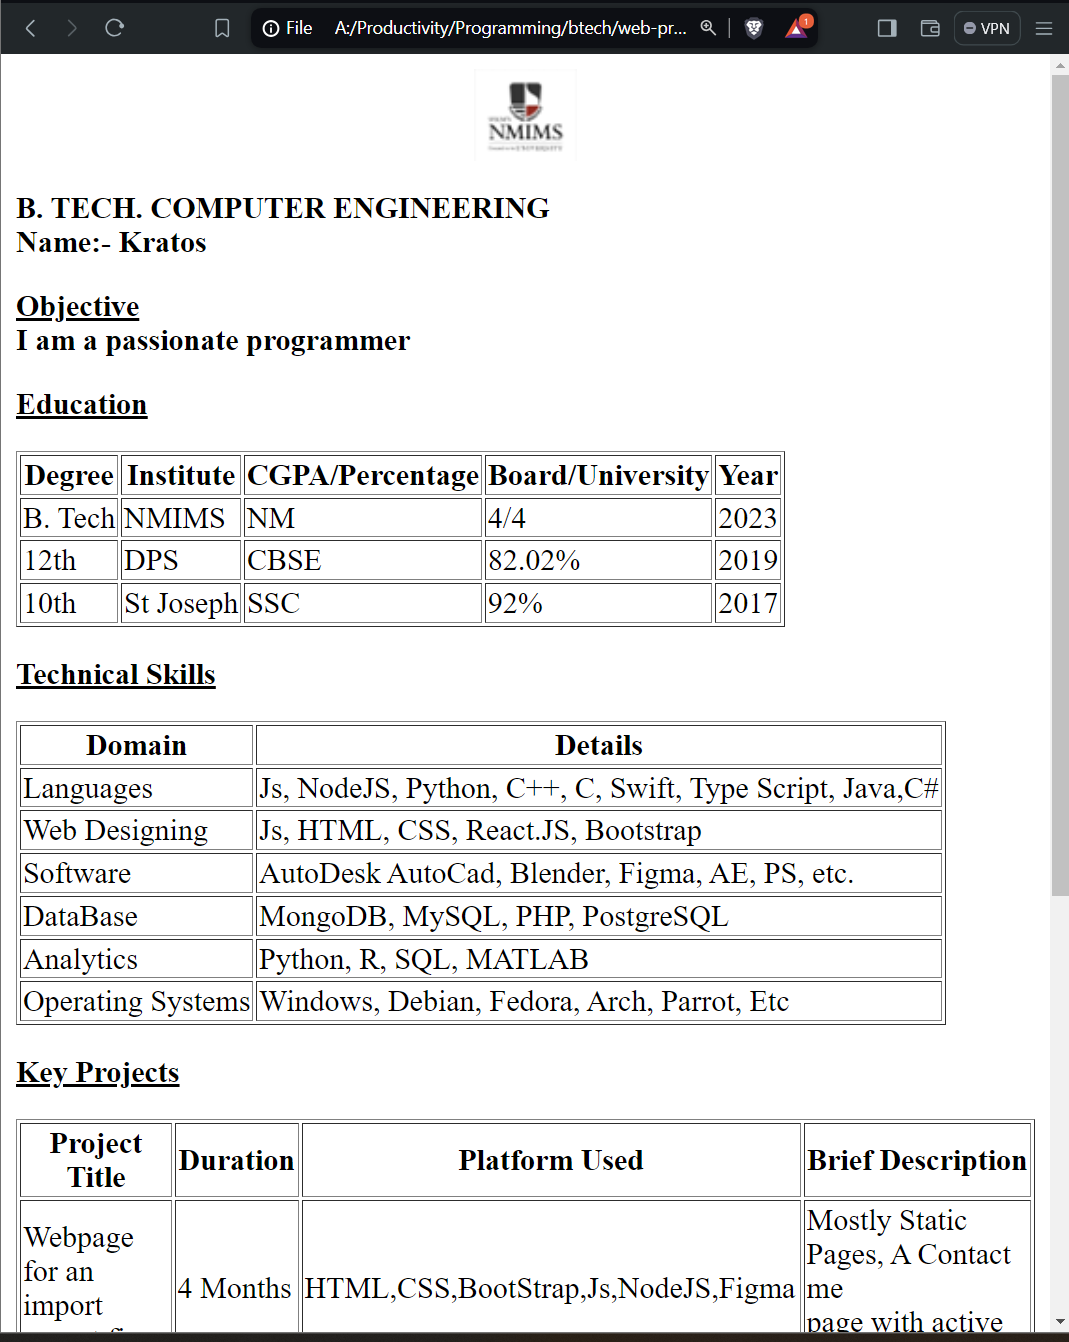 File A:/Productivity/Programming/btech/web-pr...
1
VPN
NMIMS
B. TECH. COMPUTER ENGINEERING
Name:- Kratos
Objective
I am a passionate programmer
Education
Degree Institute CGPA/Percentage Board/University Year
B. Tech NMIMS NM 4/4 2023
12th DPS CBSE 82.02% 2019
10th St Joseph SSC 92% 2017
Technical Skills
Domain Details
Languages Js, NodeJS, Python, C++, C, Swift, Type Script, Java,C#
Web Designing Js, HTML, CSS, React.JS, Bootstrap
Software AutoDesk AutoCad, Blender, Figma, AE, PS, etc.
DataBase MongoDB, MySQL, PHP, PostgreSQL
Analytics Python, R, SQL, MATLAB
Operating Systems Windows, Debian, Fedora, Arch, Parrot, Etc
Key Projects
Project
Title
Duration Platform Used Brief Description
Webpage
for an
import
4 Months HTML,CSS,BootStrap,Js,NodeJS,Figma
Mostly Static
Pages, A Contact
me
page with active